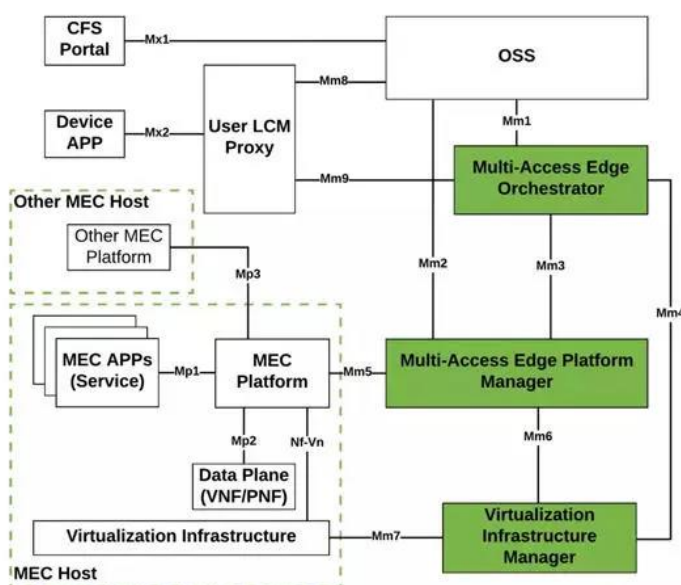 CFS
Portal
Mx1
OSS
Mm8
Device
APP
Mx2
User LCM
Proxy
Mm1
Mm9
Multi-Access Edge
Orchestrator
Other MEC Host
Other MEC
Platform
Mp3
Mm2
Mm3
Mm4
MEC APPs
(Service)
Mp1
MEC
Platform
Mm5
Multi-Access Edge Platform
Manager
Mp2
Nf-Vn
Mm6
Data Plane
(VNF/PNF)
Virtualization Infrastructure
Mm7
Virtualization
Infrastructure
Manager
MEC Host